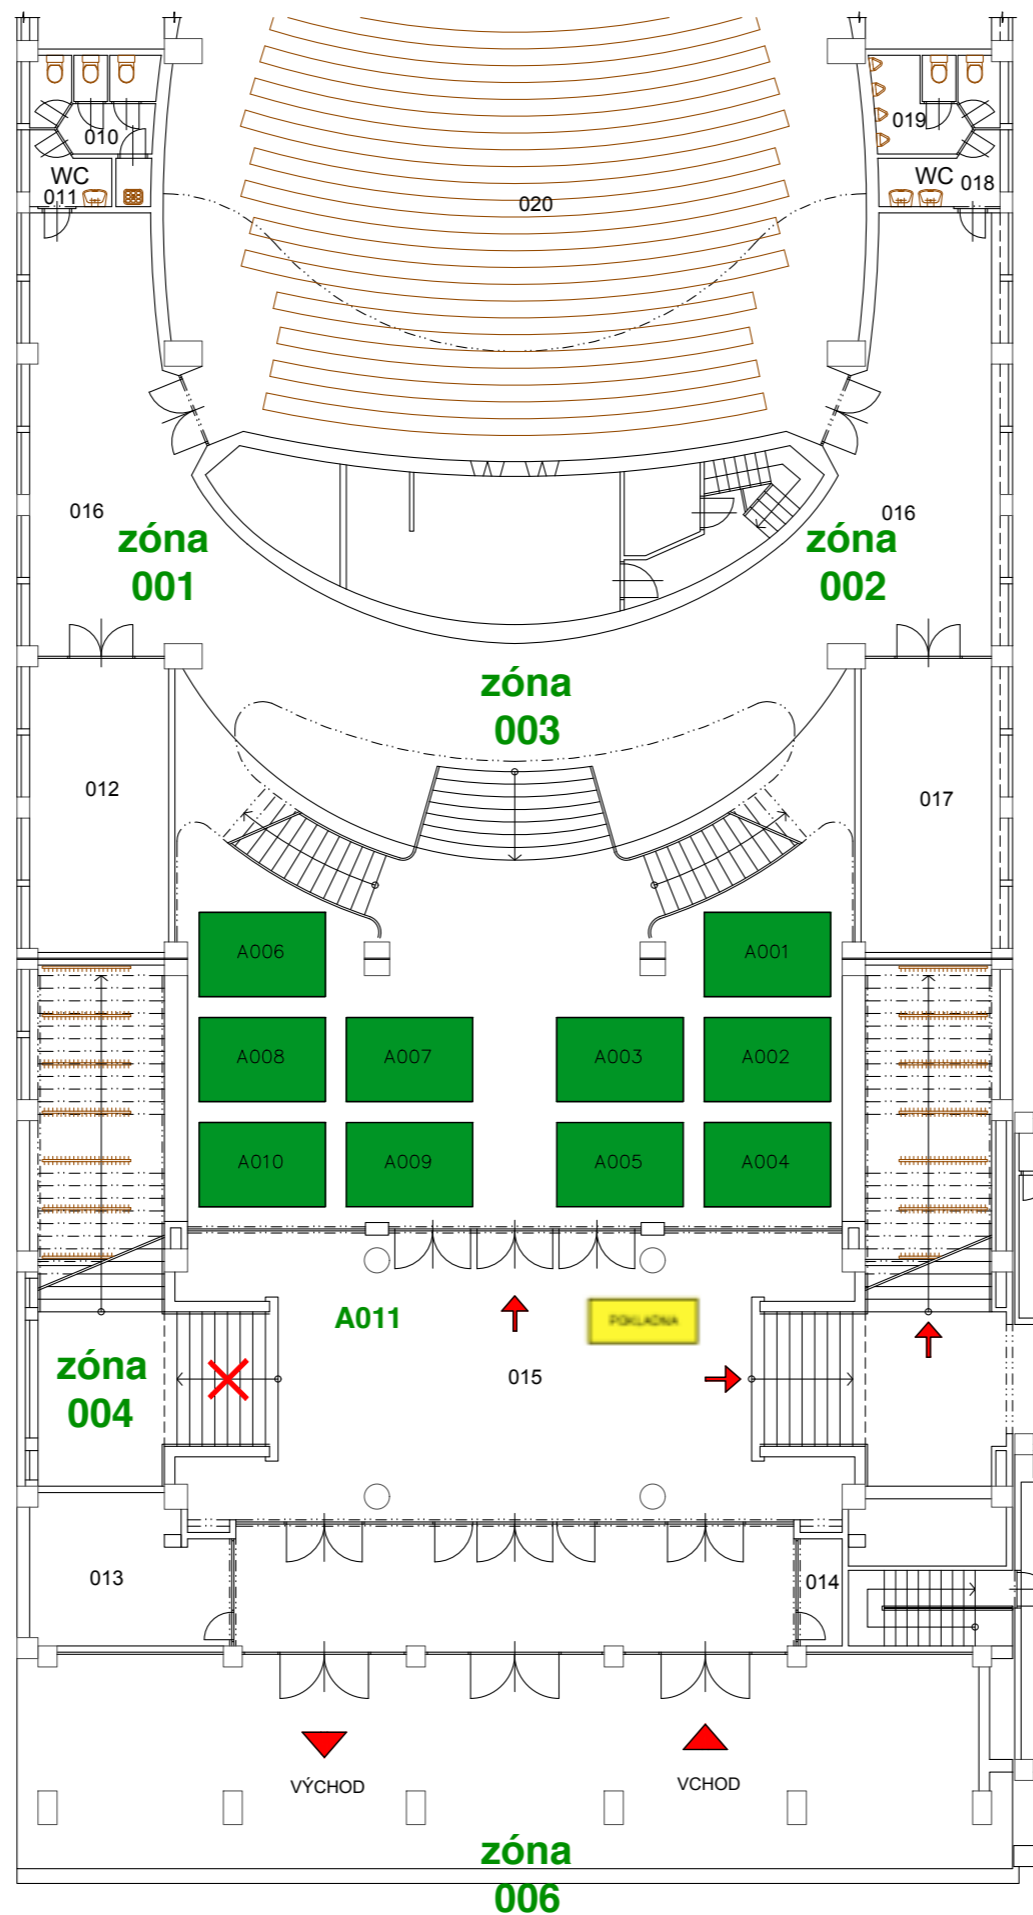 010
019
WC
011
WC 018
020
016
016
zóna
001
zóna
002
zóna
003
012
017
A006
A001
A008
A007
A003
A002
A010
A009
A005
A004
A011
POKLADNA
zóna
004
015
013
014
VÝCHOD
VCHOD
zóna
006